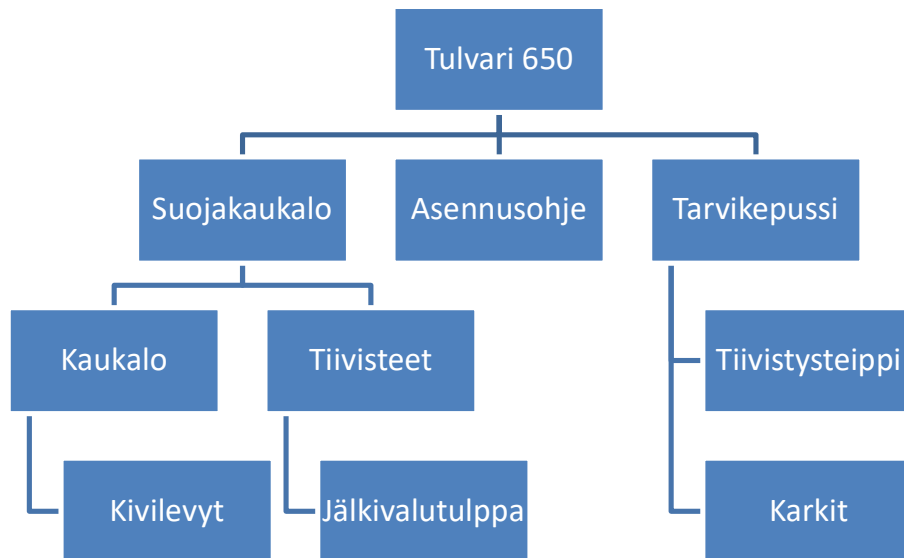 Tulvari 650
Suojakaukalo
Asennusohje
Tarvikepussi
Kaukalo
Tiivisteet
Tiivistysteippi
Kivilevyt
Jälkivalutulppa
Karkit